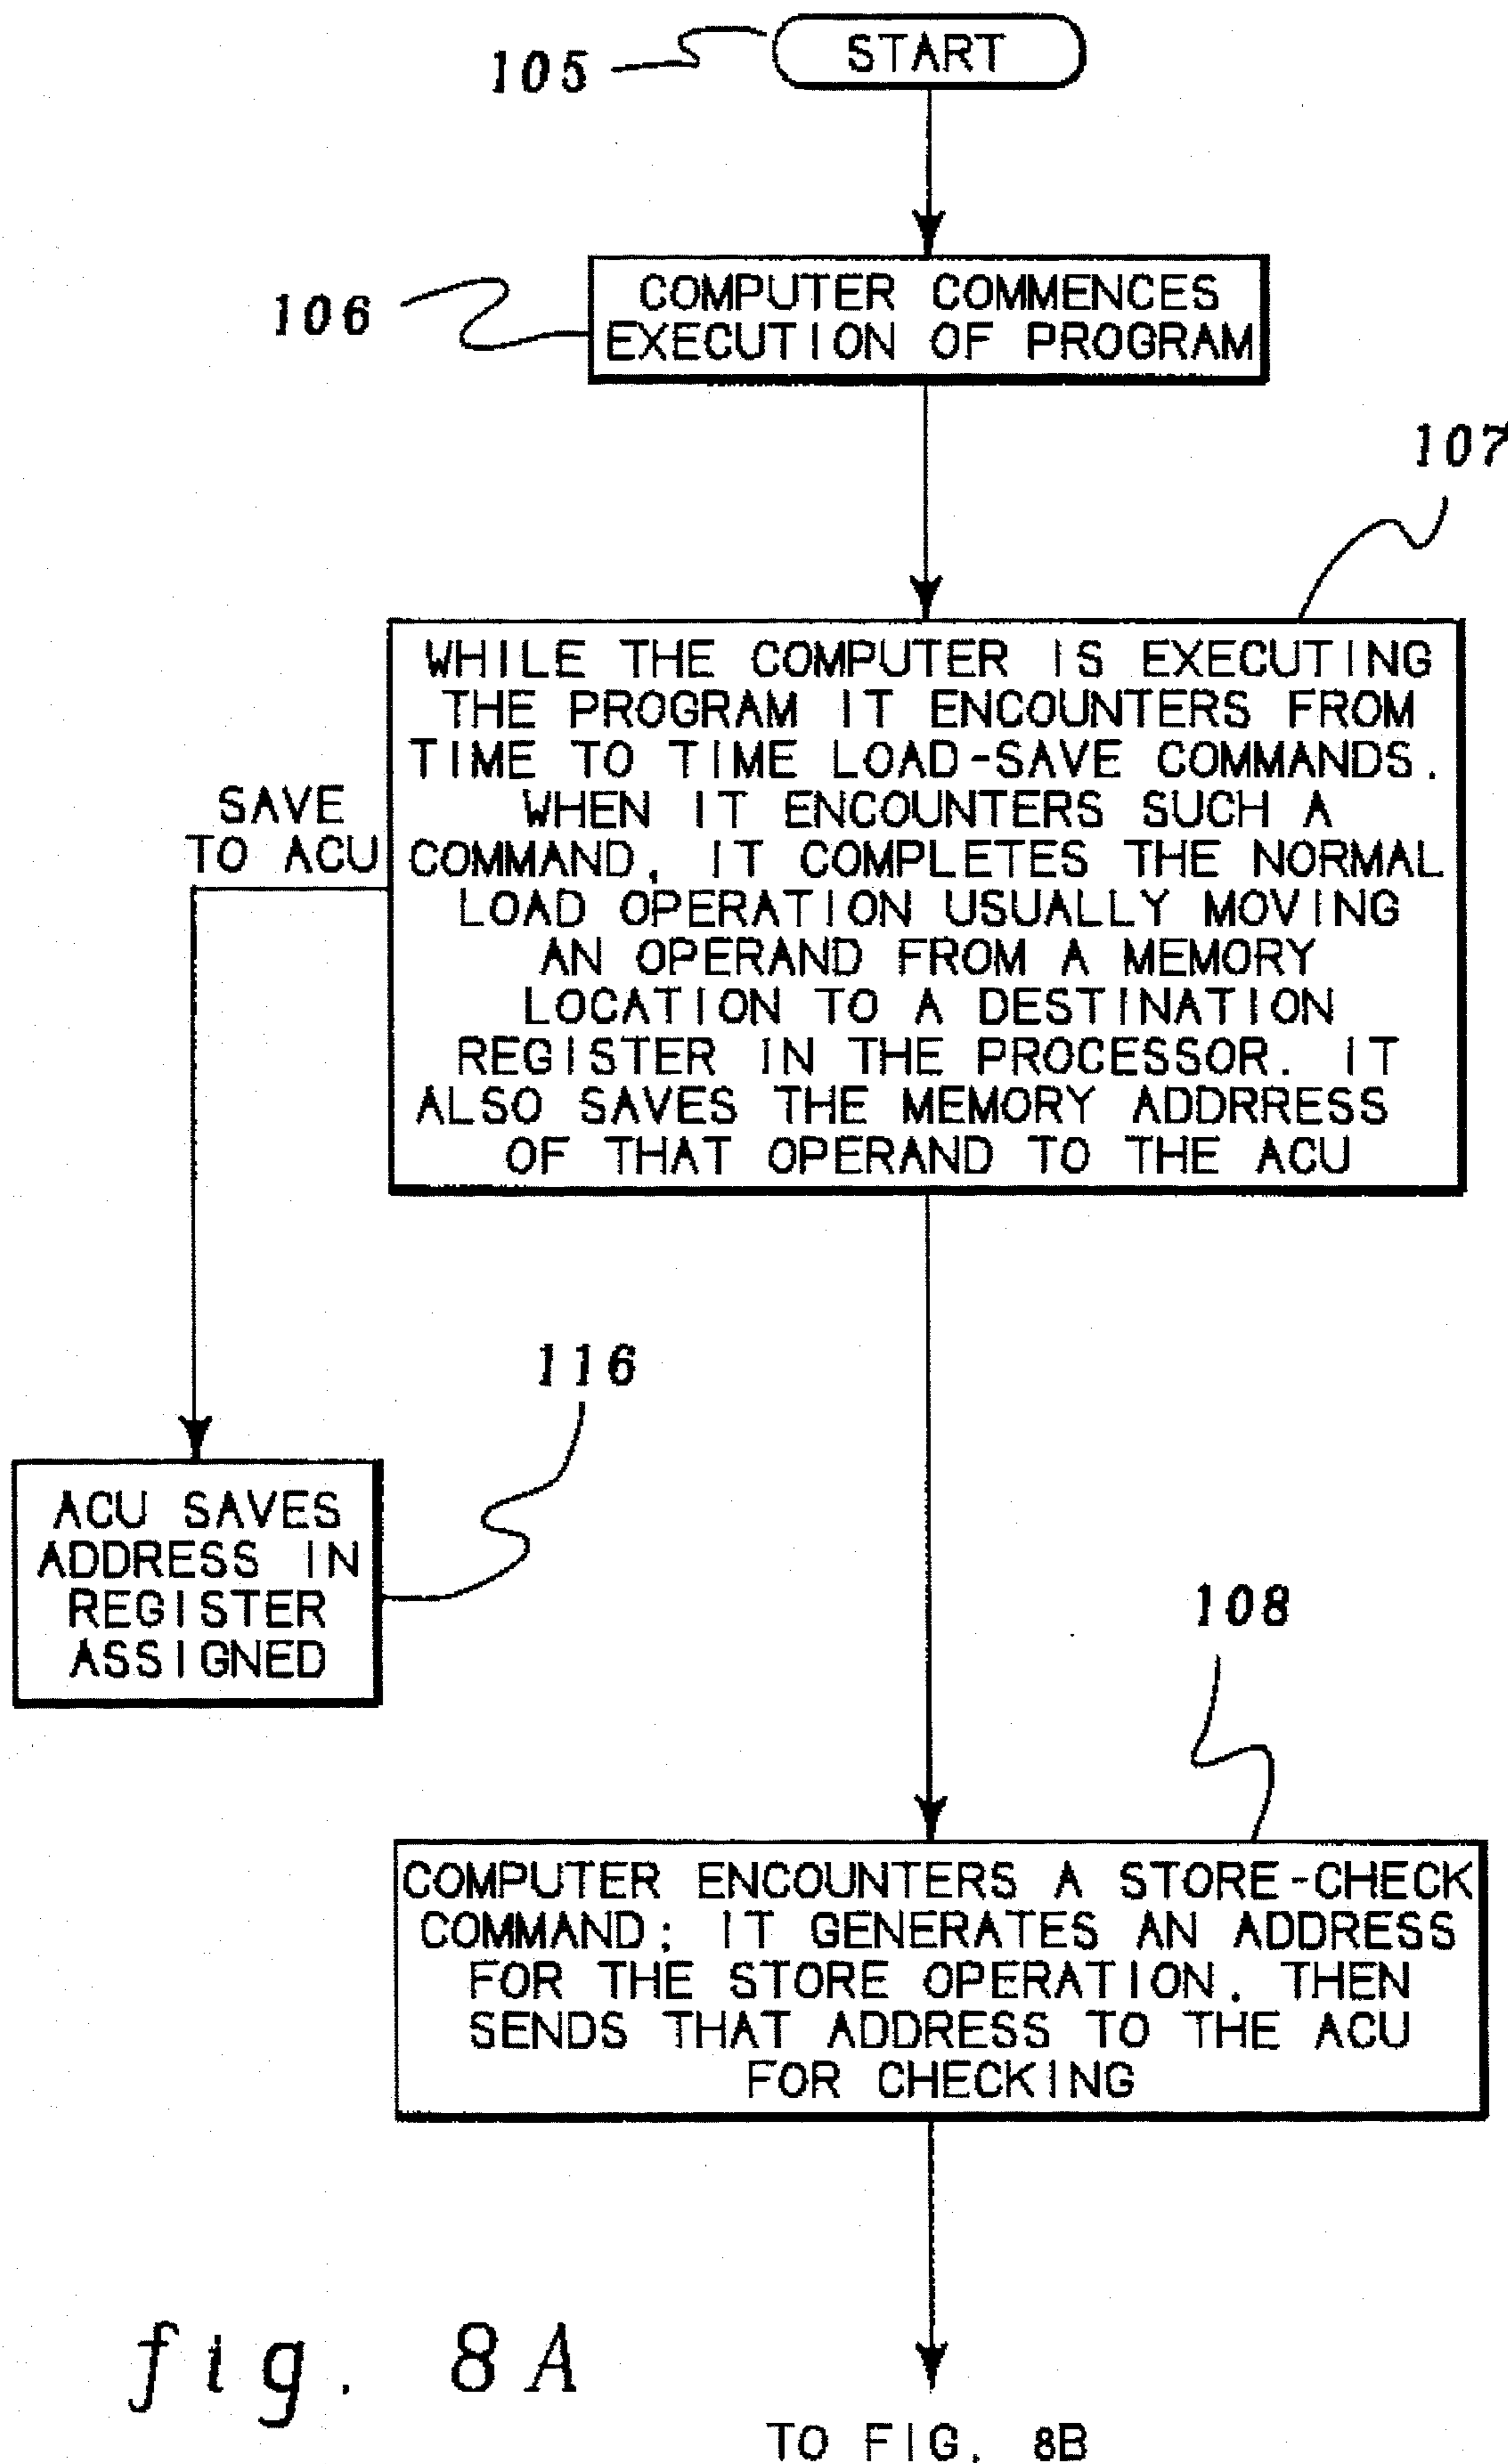 105
START
106
COMPUTER COMMENCES
EXECUTION OF PROGRAM
107
WHILE THE COMPUTER IS EXECUTING
THE PROGRAM IT ENCOUNTERS FROM
TIME TO TIME LOAD-SAVE COMMANDS.
WHEN IT ENCOUNTERS SUCH A
COMMAND, IT COMPLETES THE NORMAL
LOAD OPERATION USUALLY MOVING
AN OPERAND FROM A MEMORY
LOCATION TO A DESTINATION
REGISTER IN THE PROCESSOR. IT
ALSO SAVES THE MEMORY ADDRRESS
OF THAT OPERAND TO THE ACU
SAVE
TO ACU
116
ACU SAVES
ADDRESS IN
REGISTER
ASSIGNED
108
COMPUTER ENCOUNTERS A STORE-CHECK
COMMAND; IT GENERATES AN ADDRESS
FOR THE STORE OPERATION, THEN
SENDS THAT ADDRESS TO THE ACU
FOR CHECKING
fig. 8A
TO FIG. 8B